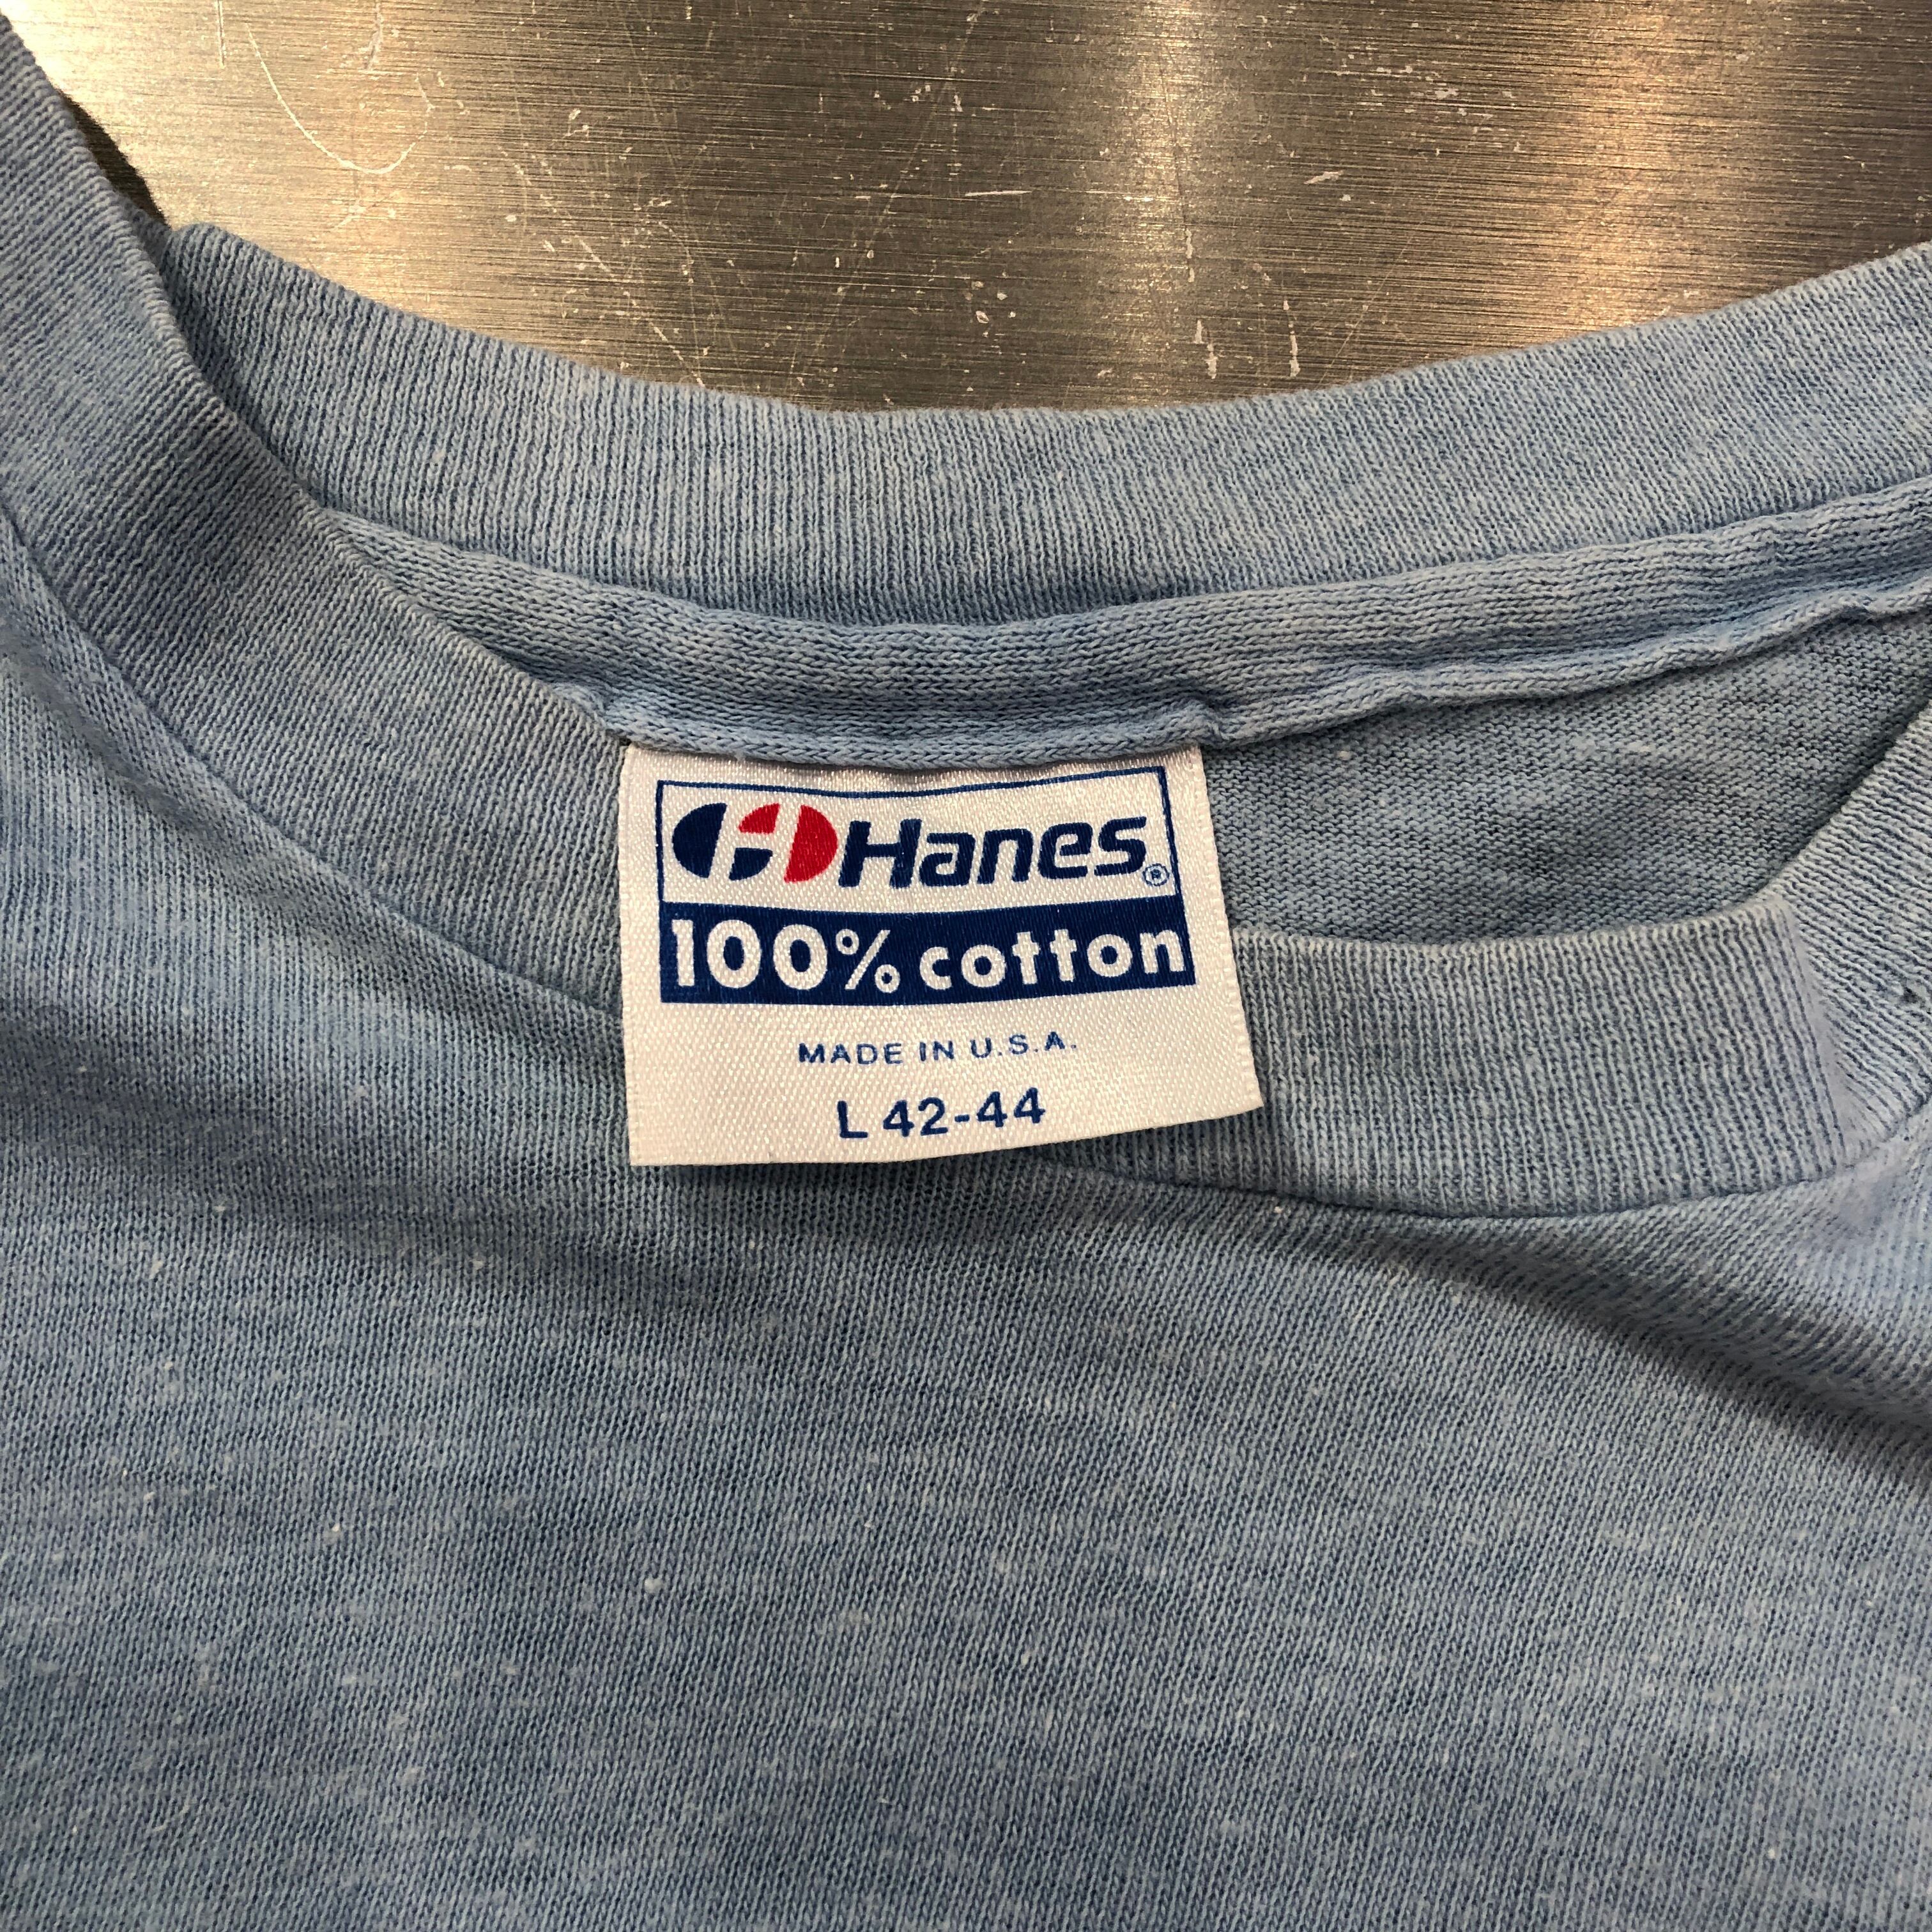 Hanes®
100% cotton
MADE IN U.S.A.
L 42-44